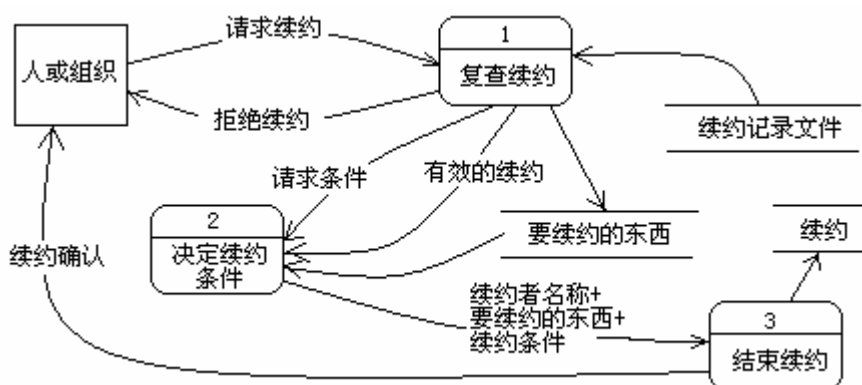 请求续约
1
人或组织
复查续约
拒绝续约
续约记录文件
请求条件
有效的续约
2
决定续约
条件
要续约的东西
续约
续约确认
续约者名称+
要续约的东西+
续约条件
3
结束续约